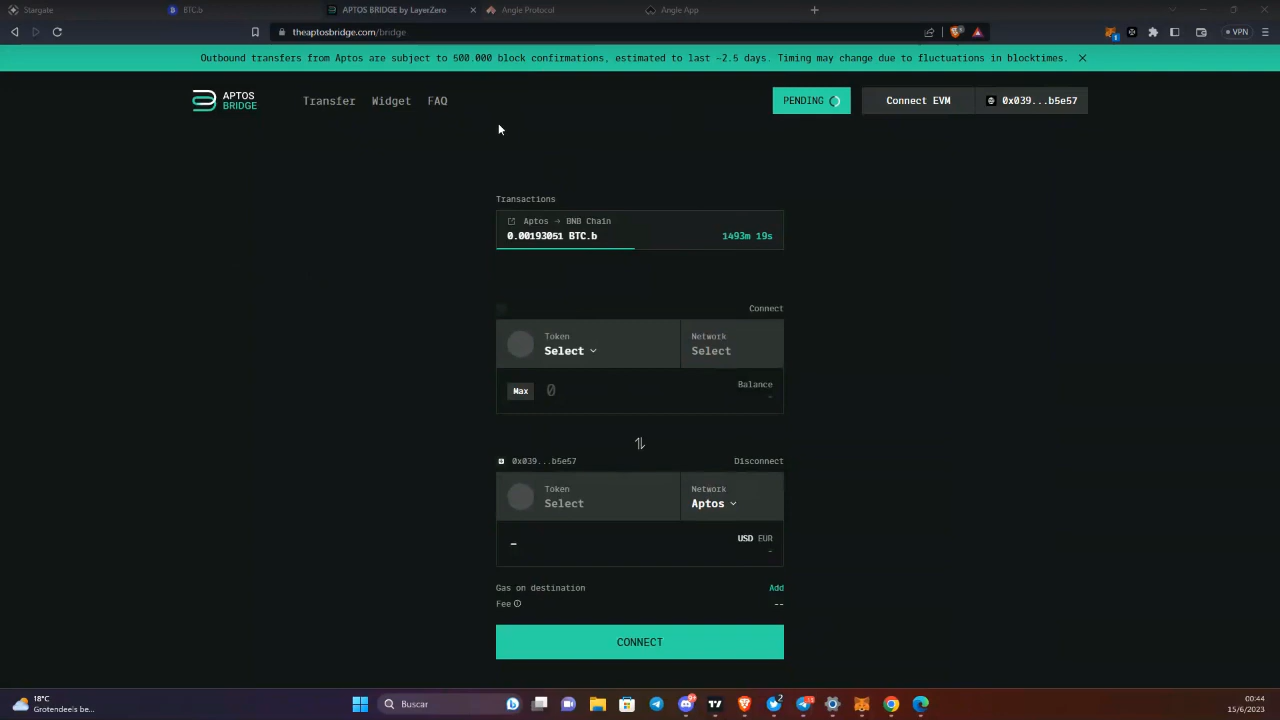 Stargate
BTC.b
APTOS BRIDGE by LayerZero
Angle Protocol
Angle App
theaptosbridge.com/bridge
1
VPN
Outbound transfers from Aptos are subject to 500.000 block confirmations, estimated to last ~2.5 days. Timing may change due to fluctuations in blocktimes.
APTOS
BRIDGE
Transfer
Widget
FAQ
PENDING
Connect EVM
0x039...b5e57
Transactions
Aptos → BNB Chain
0.00193051 BTC.b
1493m 19s
Connect
Token
Select
Network
Select
Max
0
Balance
-
0x039...b5e57
Disconnect
Token
Select
Network
Aptos
–
USD EUR
-
Gas on destination
Add
Fee
--
CONNECT
18°C
Grotendeels be...
Buscar
00:44
15/6/2023